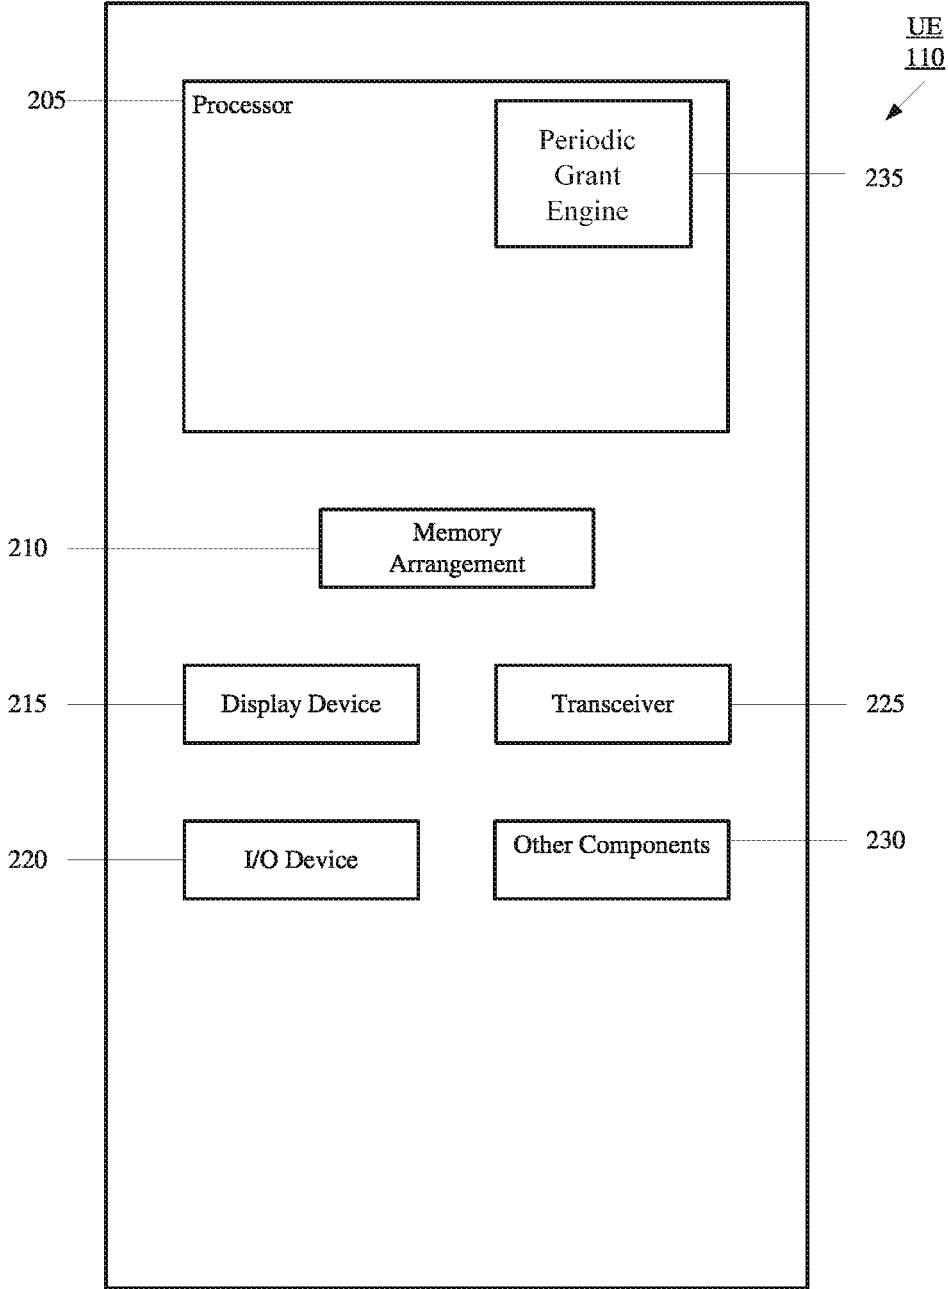 UE
110
205
Processor
Periodic
Grant
Engine
235
210
Memory
Arrangement
215
Display Device
Transceiver
225
220
I/O Device
Other Components
230